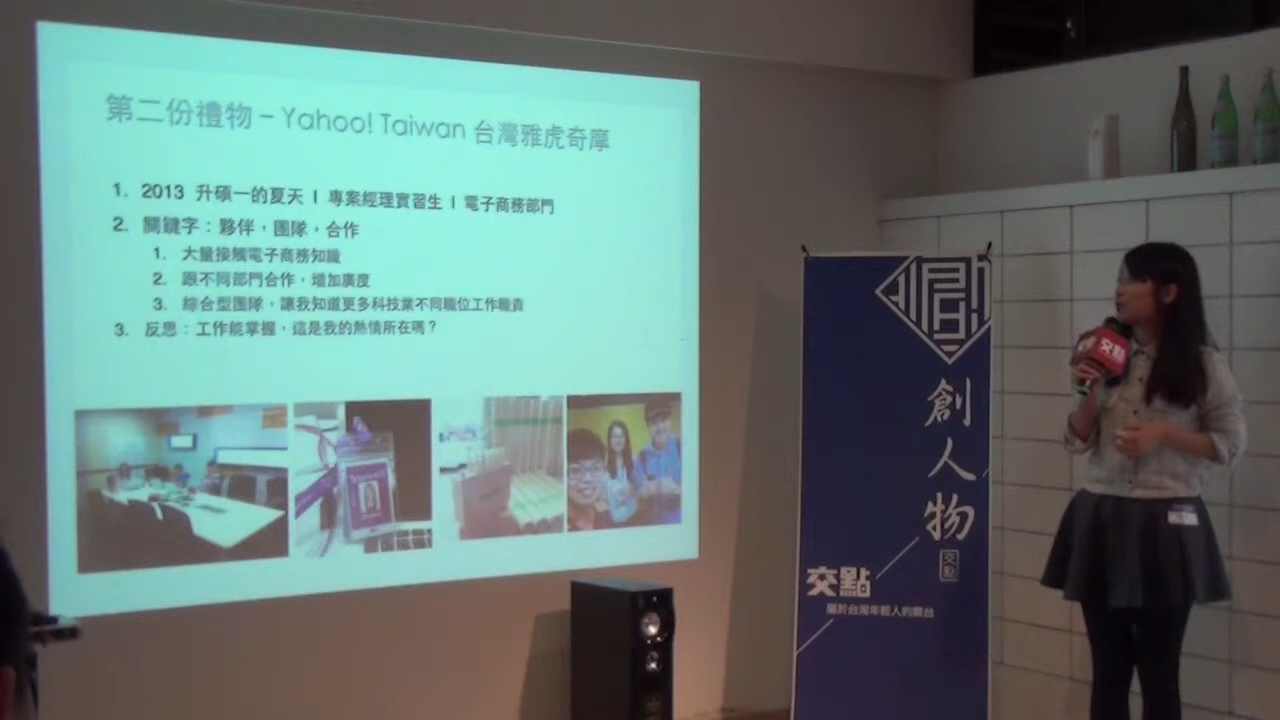 第二份禮物 – Yahoo! Taiwan 台灣雅虎奇摩
1. 2013 升碩一的夏天 I 專案經理實習生 I 電子商務部門
2. 關鍵字:夥伴,團隊,合作
1. 大量接觸電子商務知識
2. 跟不同部門合作,增加廣度
3. 綜合型團隊,讓我知道更多科技業不同職位工作職責
3. 反思:工作能掌握,這是我的熱情所在嗎?
創人物
交點
交點
屬於台灣年輕人的舞台
交點